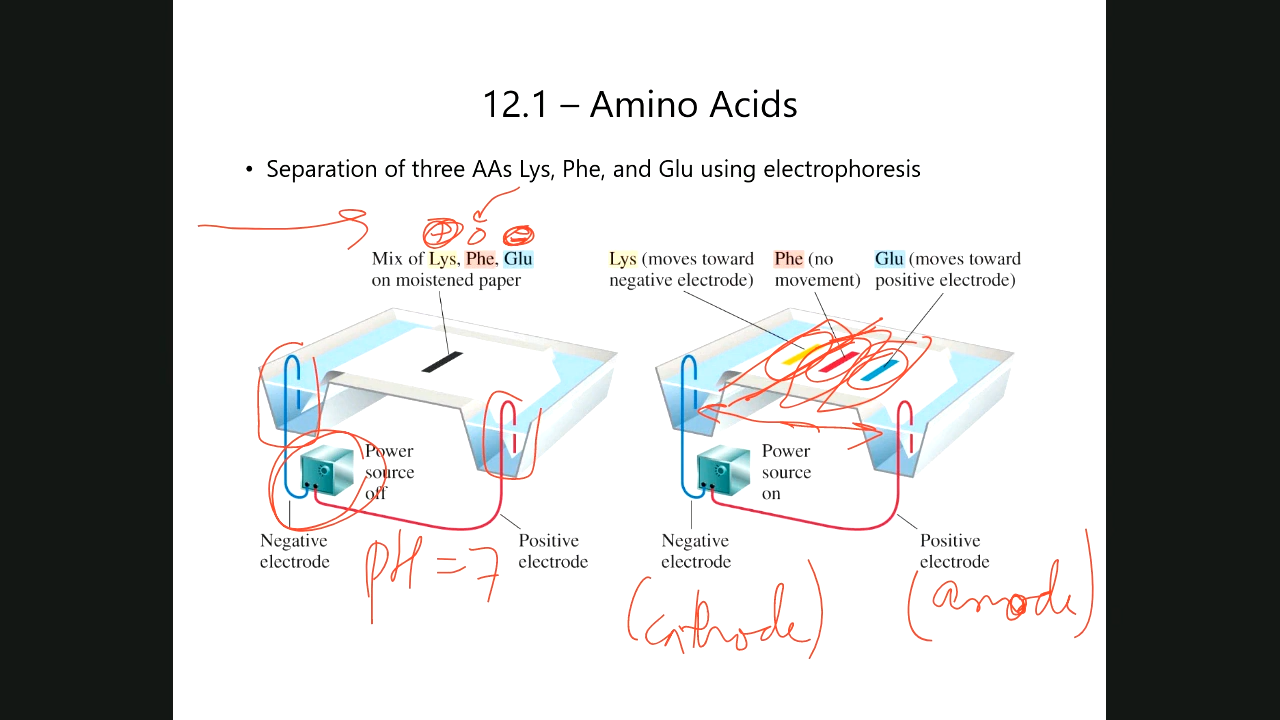 12.1 – Amino Acids
• Separation of three AAs Lys, Phe, and Glu using electrophoresis
+ 0 −
Mix of Lys, Phe, Glu
on moistened paper
Lys (moves toward
negative electrode)
Phe (no
movement)
Glu (moves toward
positive electrode)
Power
source
off
Negative
electrode
Positive
electrode
pH = 7
Power
source
on
Negative
electrode
Positive
electrode
(cathode)
(anode)